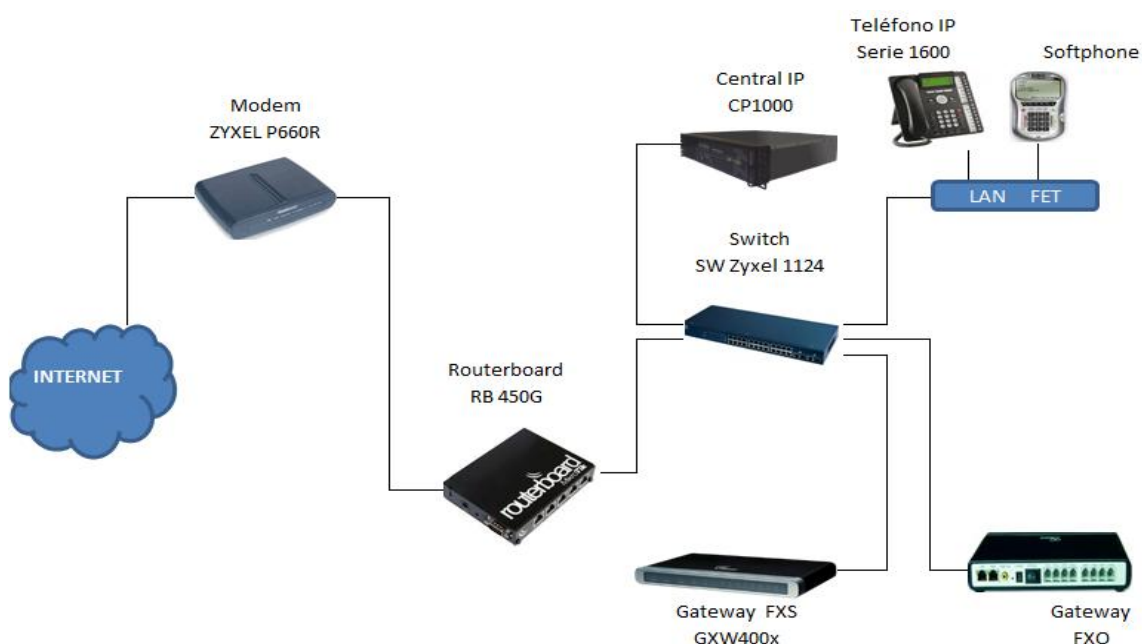 Teléfono IP
Serie 1600
Softphone
Central IP
CP1000
Modem
ZYXEL P660R
LAN FET
Switch
SW Zyxel 1124
INTERNET
Routerboard
RB 450G
routerboard
Gateway FXS
GXW400x
Gateway
FXO